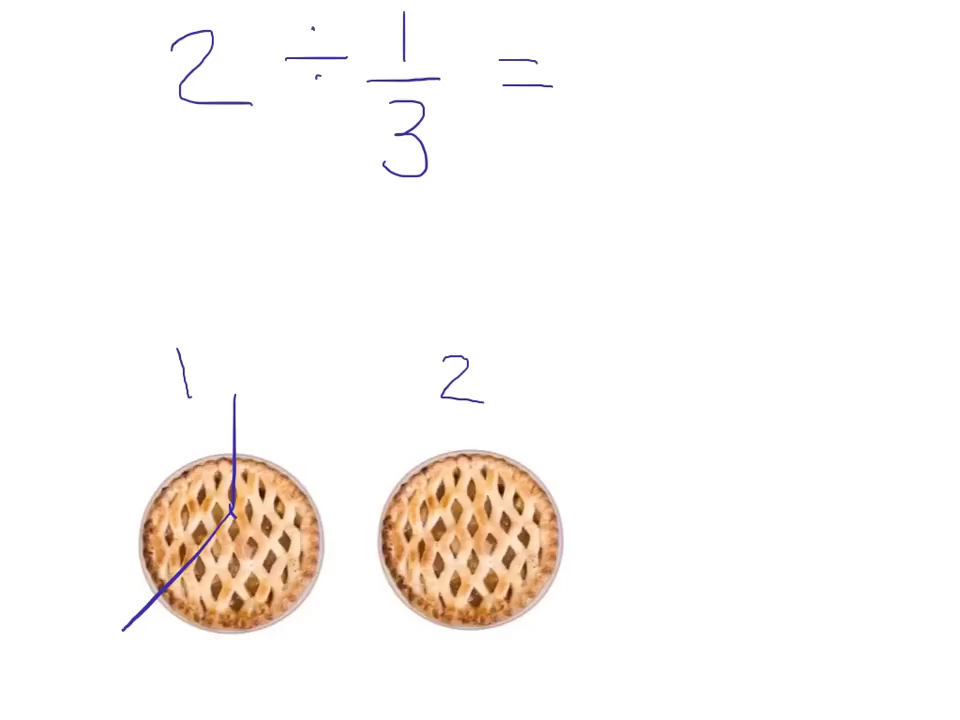 2 ÷ 1/3 =
1 2